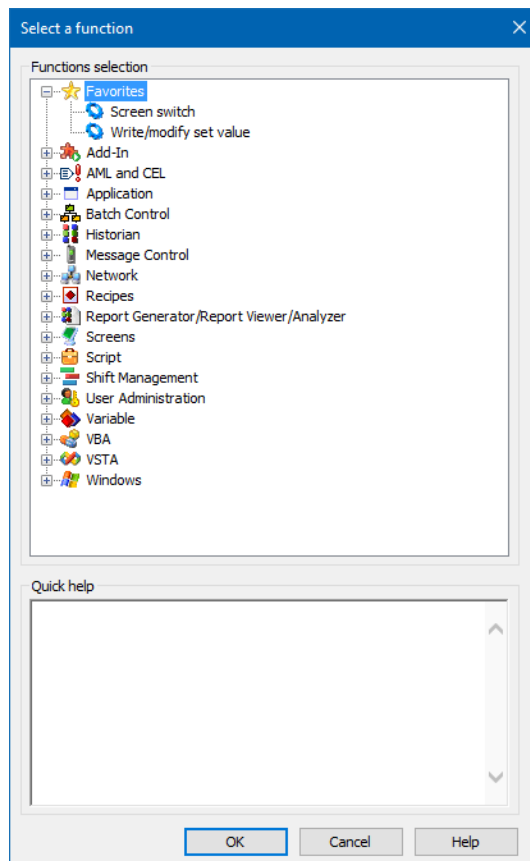 Select a function
Functions selection
Favorites
Screen switch
Write/modify set value
Add-In
AML and CEL
Application
Batch Control
Historian
Message Control
Network
Recipes
Report Generator/Report Viewer/Analyzer
Screens
Script
Shift Management
User Administration
Variable
VBA
VSTA
Windows
Quick help
OK Cancel Help